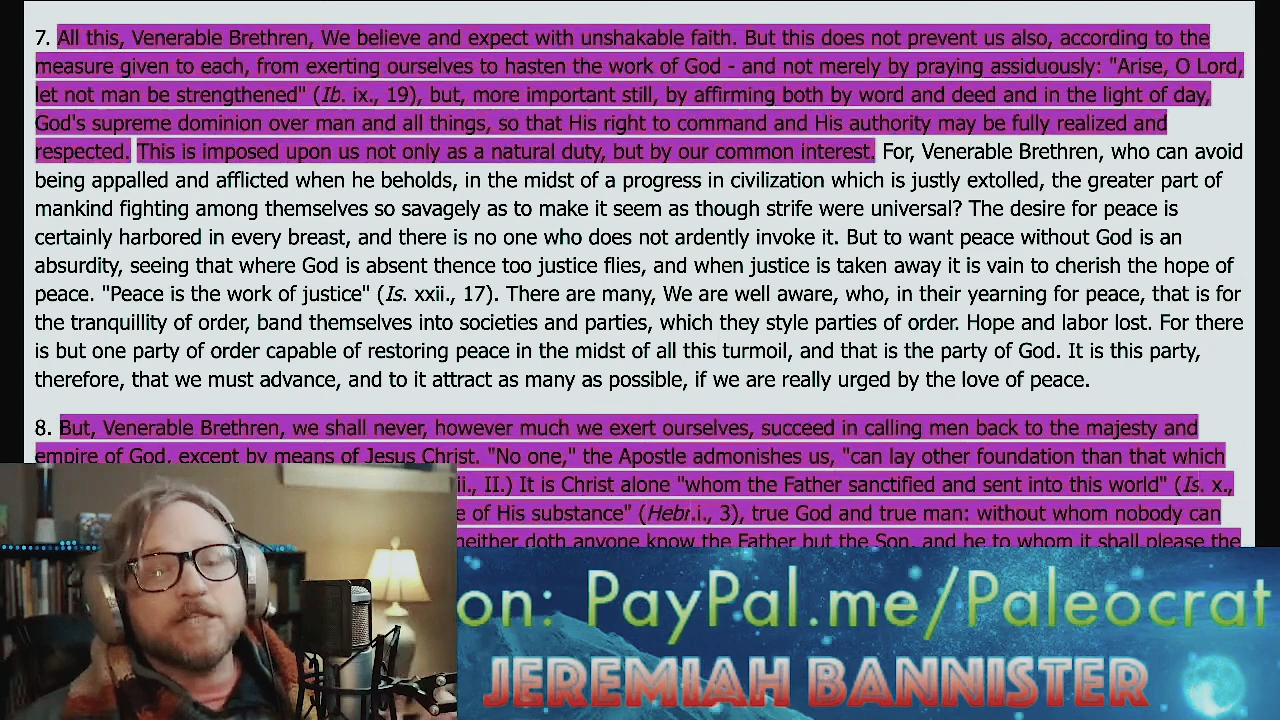 7. All this, Venerable Brethren, We believe and expect with unshakable faith. But this does not prevent us also, according to the
measure given to each, from exerting ourselves to hasten the work of God - and not merely by praying assiduously: "Arise, O Lord,
let not man be strengthened" (Ib. ix., 19), but, more important still, by affirming both by word and deed and in the light of day,
God's supreme dominion over man and all things, so that His right to command and His authority may be fully realized and
respected. This is imposed upon us not only as a natural duty, but by our common interest. For, Venerable Brethren, who can avoid
being appalled and afflicted when he beholds, in the midst of a progress in civilization which is justly extolled, the greater part of
mankind fighting among themselves so savagely as to make it seem as though strife were universal? The desire for peace is
certainly harbored in every breast, and there is no one who does not ardently invoke it. But to want peace without God is an
absurdity, seeing that where God is absent thence too justice flies, and when justice is taken away it is vain to cherish the hope of
peace. "Peace is the work of justice" (Is. xxii., 17). There are many, We are well aware, who, in their yearning for peace, that is for
the tranquillity of order, band themselves into societies and parties, which they style parties of order. Hope and labor lost. For there
is but one party of order capable of restoring peace in the midst of all this turmoil, and that is the party of God. It is this party,
therefore, that we must advance, and to it attract as many as possible, if we are really urged by the love of peace.
8. But, Venerable Brethren, we shall never, however much we exert ourselves, succeed in calling men back to the majesty and
empire of God, except by means of Jesus Christ. "No one," the Apostle admonishes us, "can lay other foundation than that which
ii., II.) It is Christ alone "whom the Father sanctified and sent into this world" (Is. x.,
e of His substance" (Hebr.i., 3), true God and true man: without whom nobody can
neither doth anyone know the Father but the Son, and he to whom it shall please the
on: PayPal.me/Paleocrat
JEREMIAH BANNISTER